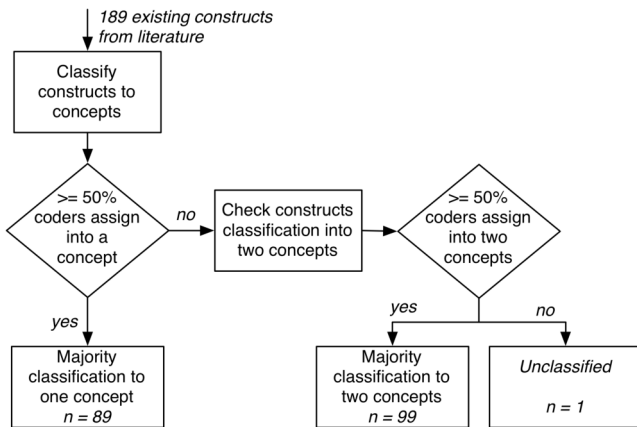 189 existing constructs
from literature
Classify
constructs to
concepts
>= 50%
coders assign
into a
concept
no
Check constructs
classification into
two concepts
>= 50%
coders assign
into two
concepts
yes
yes
no
Majority
classification to
one concept
n = 89
Majority
classification to
two concepts
n = 99
Unclassified
n = 1